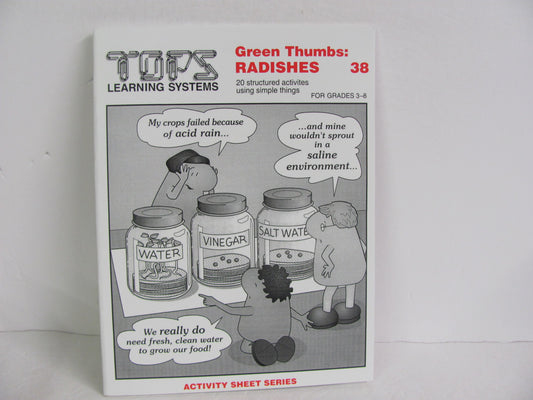 TOPS
LEARNING SYSTEMS
Green Thumbs:
RADISHES 38
20 structured activites
using simple things
FOR GRADES 3–8
My crops failed because
of acid rain...
...and mine
wouldn't sprout
in a
saline
environment...
WATER
VINEGAR
SALT WATE
We really do
need fresh, clean water
to grow our food!
ACTIVITY SHEET SERIES